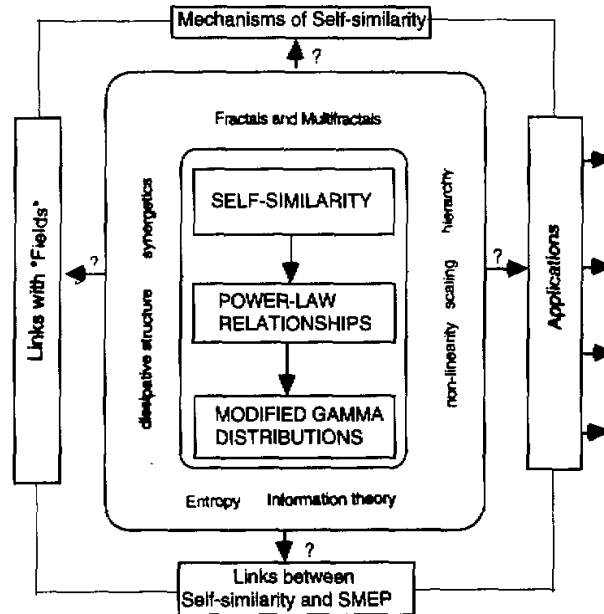 Mechanisms of Self-similarity
?
Fractals and Multifractals
SELF-SIMILARITY
POWER-LAW
RELATIONSHIPS
MODIFIED GAMMA
DISTRIBUTIONS
dissipative structure synergetics
non-linearity scaling hierarchy
Entropy Information theory
?
Links with "Fields"
?
Applications
?
Links between
Self-similarity and SMEP